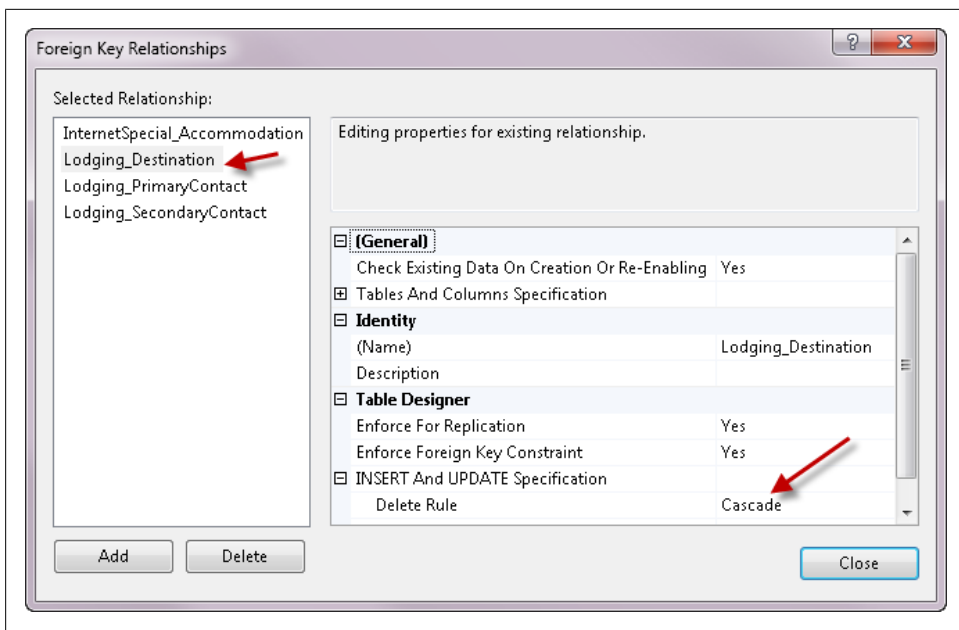 Foreign Key Relationships
Selected Relationship:
InternetSpecial_Accommodation
Lodging_Destination
Lodging_PrimaryContact
Lodging_SecondaryContact
Editing properties for existing relationship.
(General)
Check Existing Data On Creation Or Re-Enabling Yes
Tables And Columns Specification
Identity
(Name) Lodging_Destination
Description
Table Designer
Enforce For Replication Yes
Enforce Foreign Key Constraint Yes
INSERT And UPDATE Specification
Delete Rule Cascade
Add Delete Close